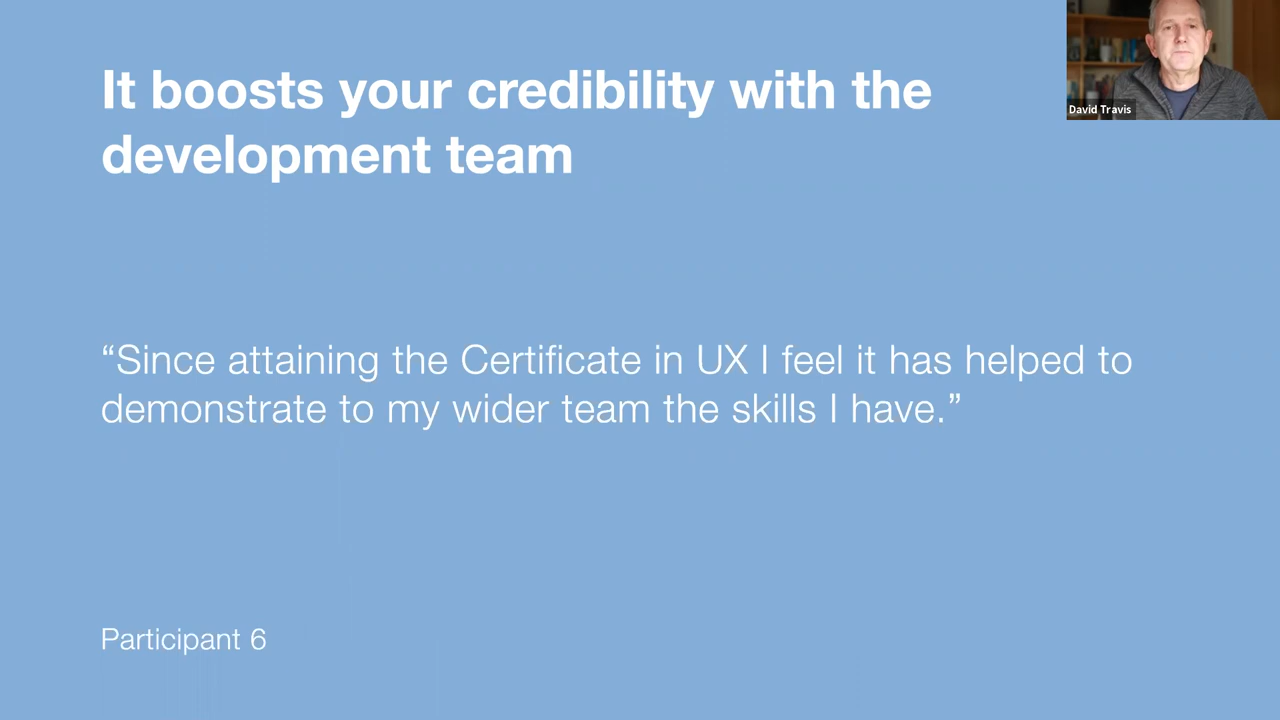 It boosts your credibility with the
development team
David Travis
“Since attaining the Certificate in UX I feel it has helped to
demonstrate to my wider team the skills I have.”
Participant 6